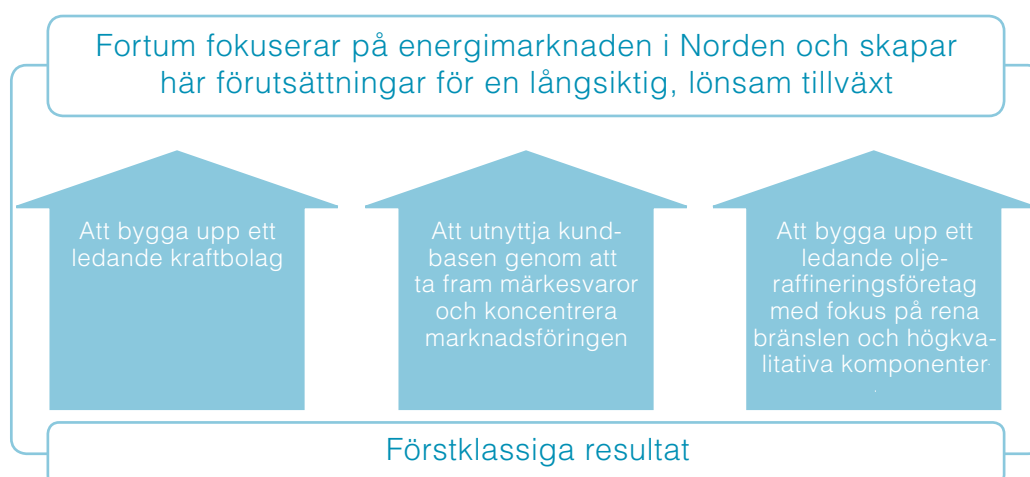 Fortum fokuserar på energimarknaden i Norden och skapar
här förutsättningar för en långsiktig, lönsam tillväxt
Att bygga upp ett
ledande kraftbolag
Att utnyttja kund-
basen genom att
ta fram märkesvaror
och koncentrera
marknadsföringen
Att bygga upp ett
ledande olje-
raffineringsföretag
med fokus på rena
bränslen och högkva-
litativa komponenter
Förstklassiga resultat